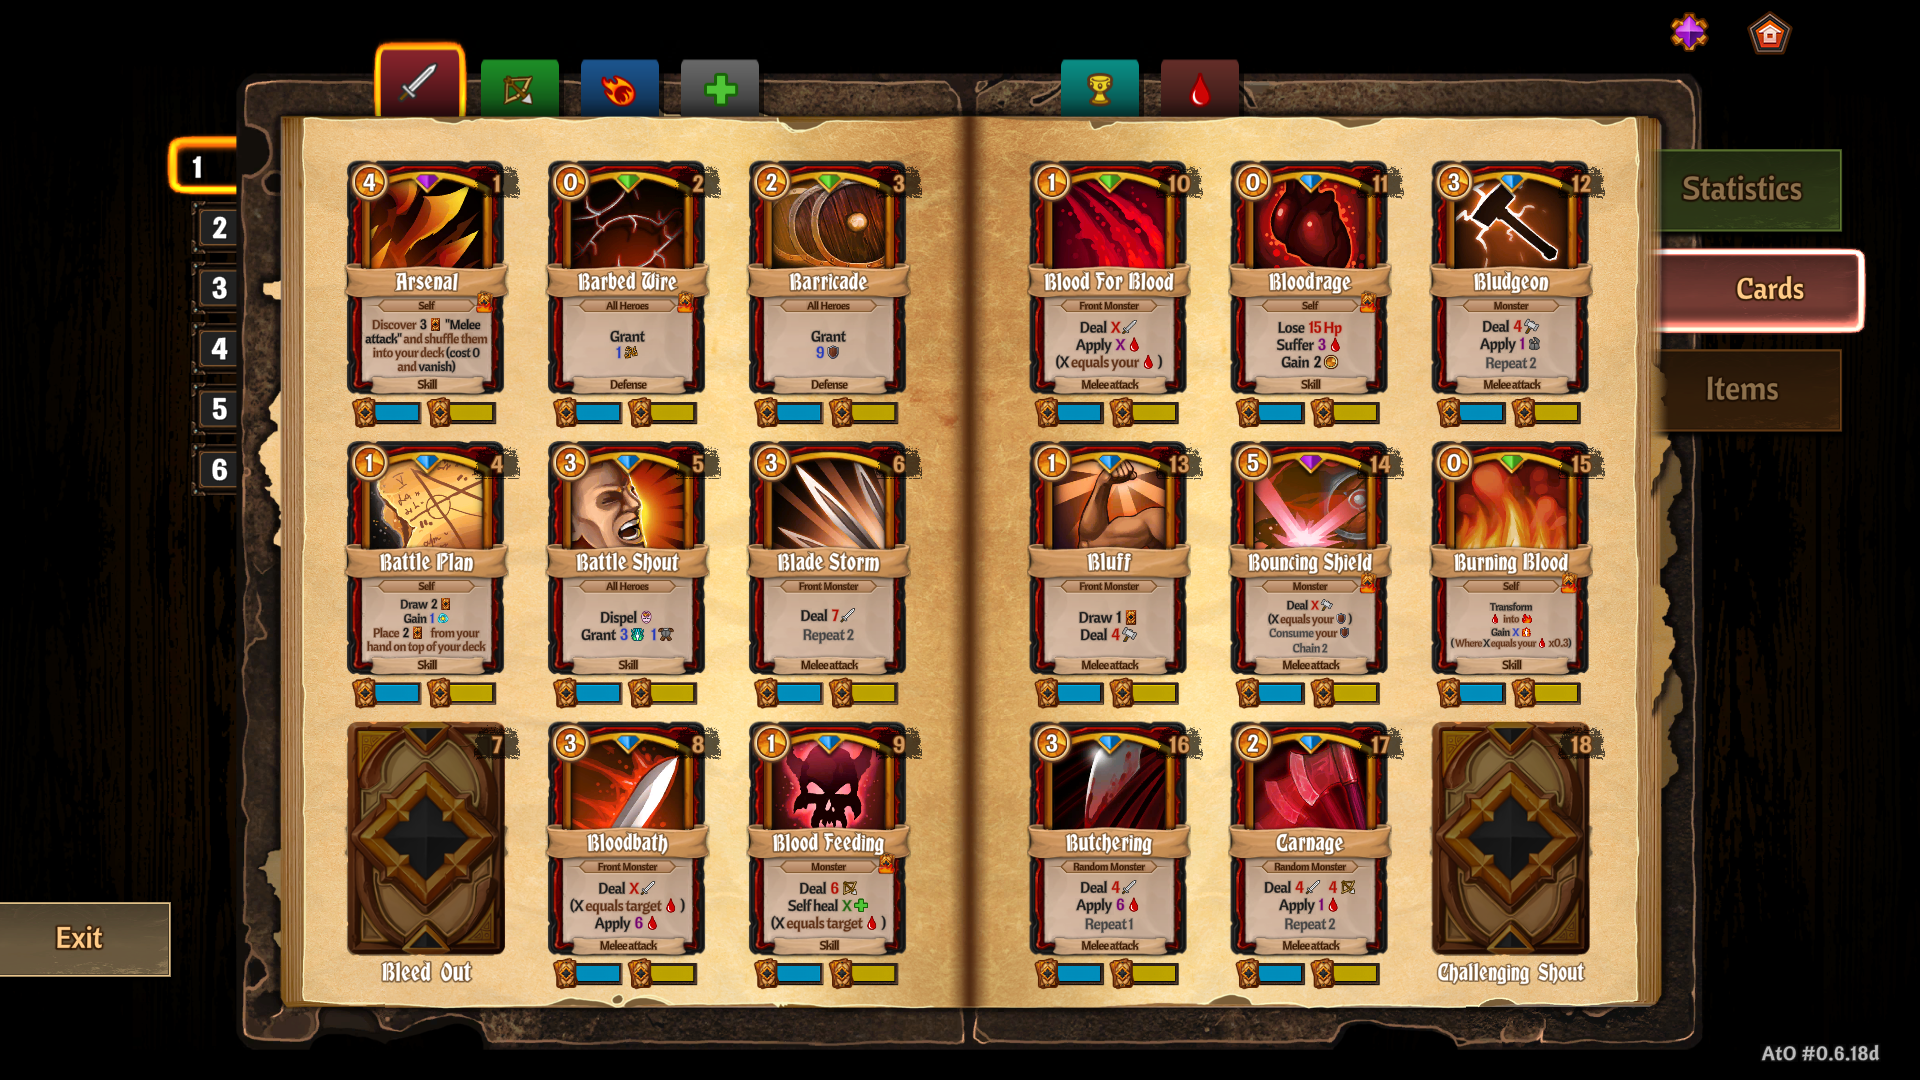 1
2
3
4
5
6
Statistics
Cards
Items
Exit
4
1
Arsenal
Self
Discover 3 "Melee
attack" and shuffle them
into your deck (cost 0
and vanish)
Skill
0
2
Barbed Wire
All Heroes
Grant
1
Defense
2
3
Barricade
All Heroes
Grant
9
Defense
1
10
Blood For Blood
Front Monster
Deal X
Apply X
(X equals your )
Melee attack
0
11
Bloodrage
Self
Lose 15 Hp
Suffer 3
Gain 2
Skill
3
12
Bludgeon
Monster
Deal 4
Apply 1
Repeat 2
Melee attack
1
4
Battle Plan
Self
Draw 2
Gain 1
Place 2 from your
hand on top of your deck
Skill
3
5
Battle Shout
All Heroes
Dispel
Grant 3 1
Skill
3
6
Blade Storm
Front Monster
Deal 7
Repeat 2
Melee attack
1
13
Bluff
Front Monster
Draw 1
Deal 4
Melee attack
5
14
Bouncing Shield
Monster
Deal X
(X equals your )
Consume your
Chain 2
Melee attack
0
15
Burning Blood
Self
Transform
into
Gain X
(Where X equals your x0.3)
Skill
7
Bleed Out
3
8
Bloodbath
Front Monster
Deal X
(X equals target )
Apply 6
Melee attack
1
9
Blood Feeding
Monster
Deal 6
Self heal X
(X equals target )
Skill
3
16
Butchering
Random Monster
Deal 4
Apply 6
Repeat 1
Melee attack
2
17
Carnage
Random Monster
Deal 4 4
Apply 1
Repeat 2
Melee attack
18
Challenging Shout
AtO #0.6.18d